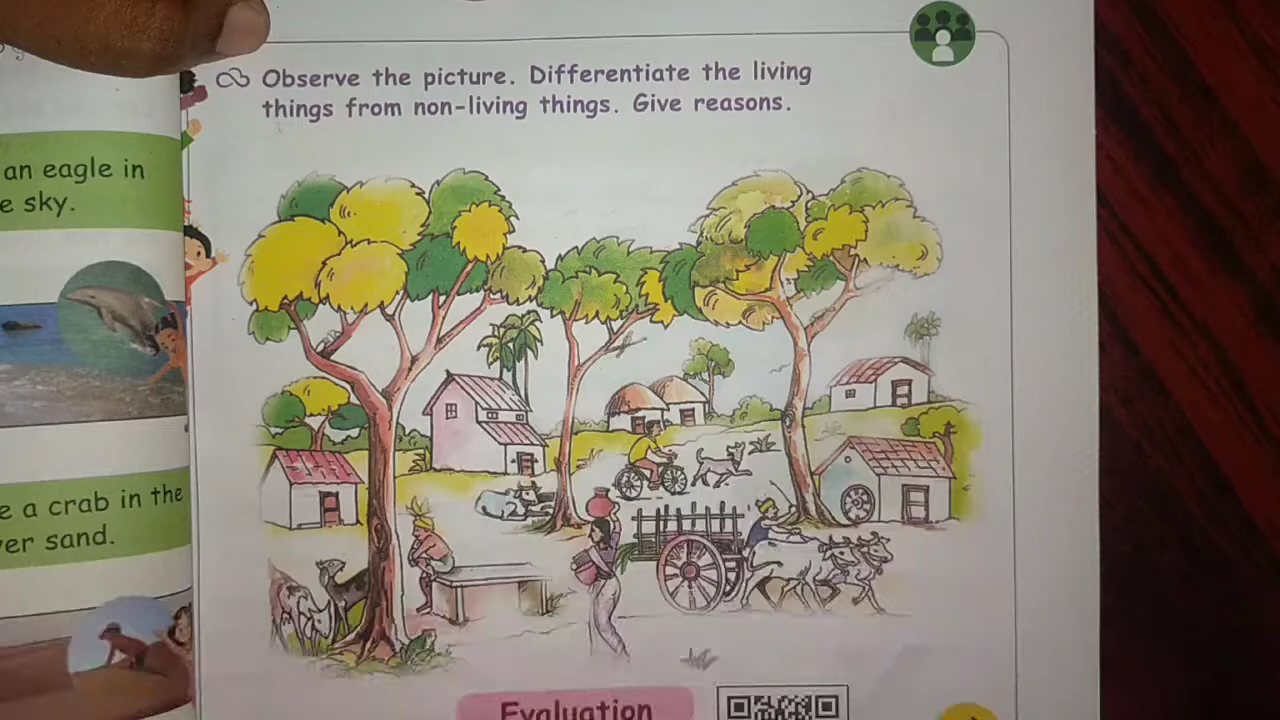 an eagle in
e sky.
e a crab in the
ver sand.
Observe the picture. Differentiate the living
things from non-living things. Give reasons.
Evaluation